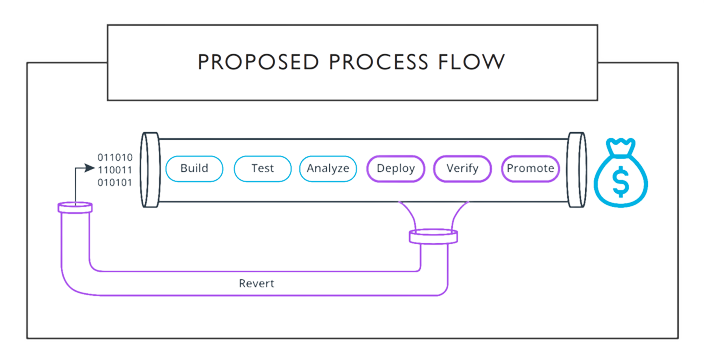 PROPOSED PROCESS FLOW
011010
110011
010101
Build Test Analyze Deploy Verify Promote
$
Revert